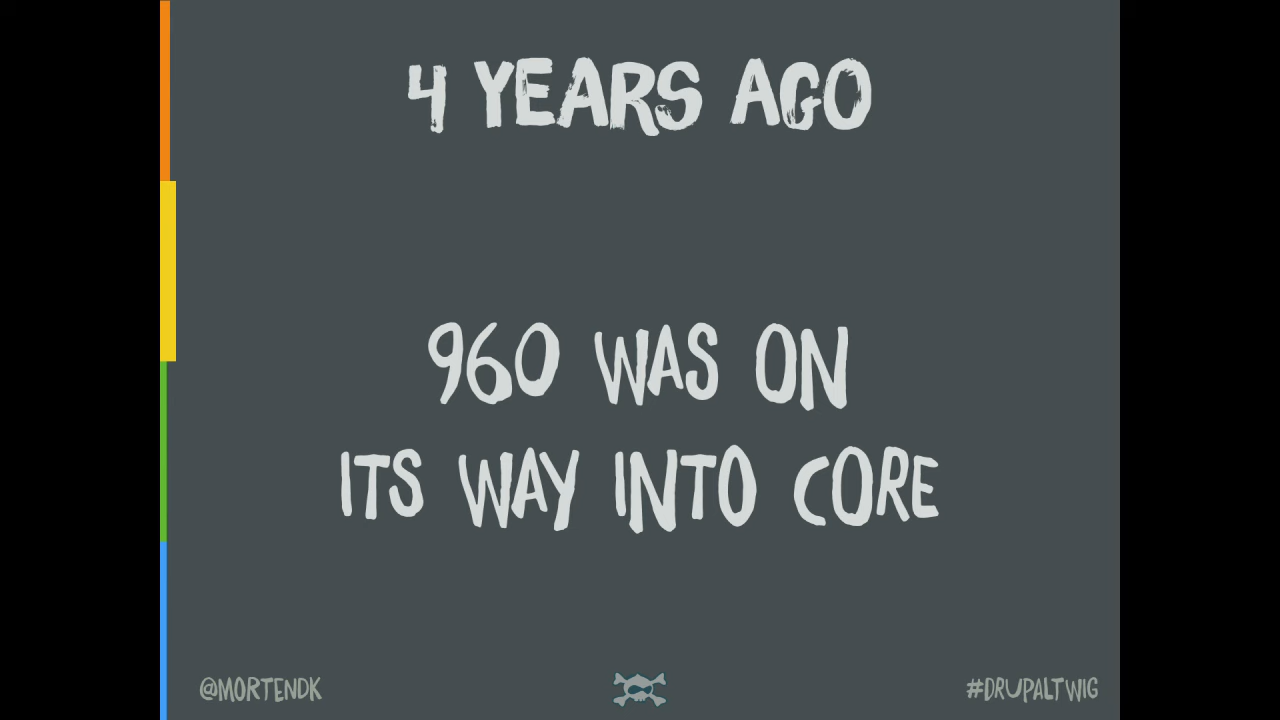 4 YEARS AGO
960 WAS ON
ITS WAY INTO CORE
@MORTENDK
#DRUPALTWIG